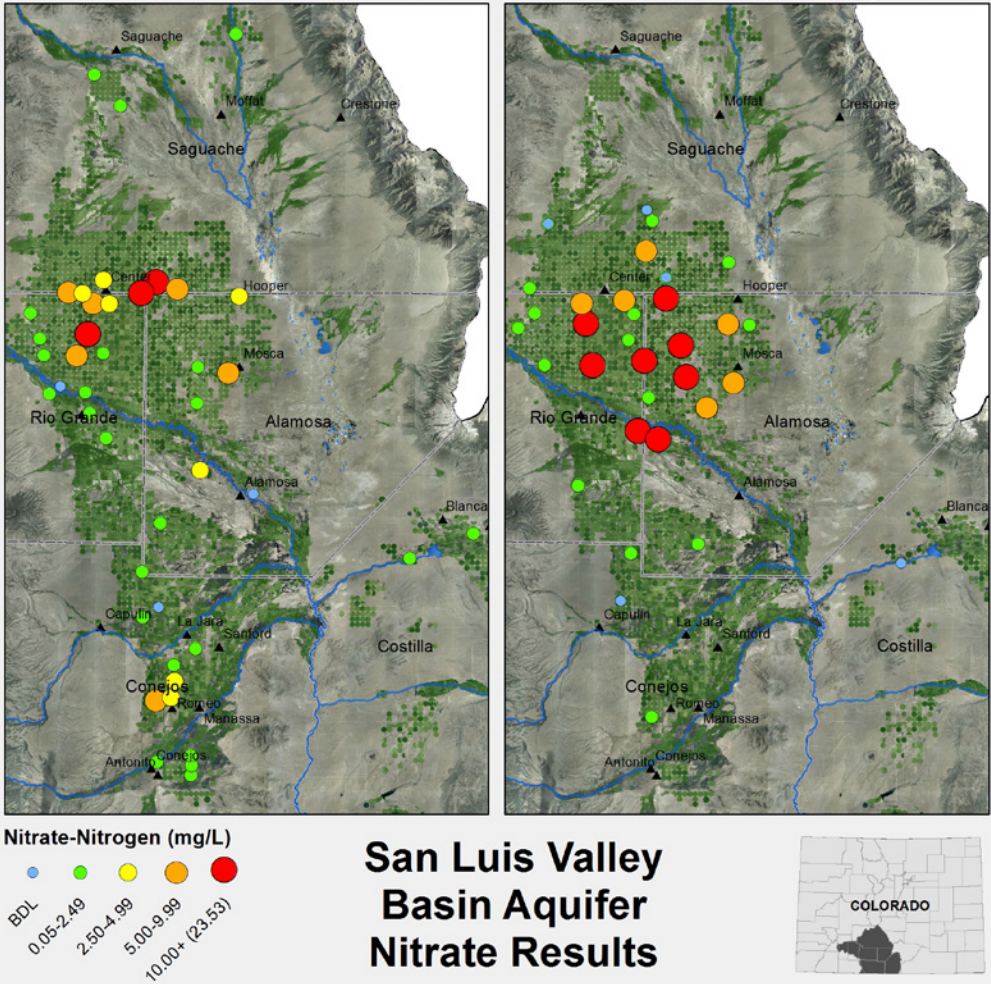 Saguache
Moffat
Crestone
Saguache
Center
Hooper
Mosca
Rio Grande
Alamosa
Alamosa
Blanca
Capulin
La Jara
Sanford
Costilla
Conejos
Romeo
Manassa
Conejos
Antonito
Saguache
Moffat
Crestone
Saguache
Center
Hooper
Mosca
Rio Grande
Alamosa
Alamosa
Blanca
Capulin
La Jara
Sanford
Costilla
Conejos
Romeo
Manassa
Conejos
Antonito
Nitrate-Nitrogen (mg/L)
BDL
0.05-2.49
2.50-4.99
5.00-9.99
10.00+ (23.53)
San Luis Valley
Basin Aquifer
Nitrate Results
COLORADO